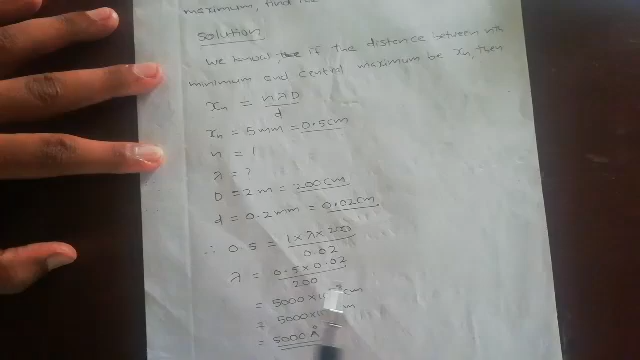 maximum, find
Solution
We know, if the distance between nth
minimum and central maximum be xn, then
xn = nλD/d
xn = 5mm = 0.5cm
n = 1
λ = ?
D = 2m = 200cm
d = 0.2mm = 0.02cm
∴ 0.5 = 1×λ×200/0.02
λ = 0.5×0.02/200
= 5000×10 cm
= 5000×10 m
= 5000 Å